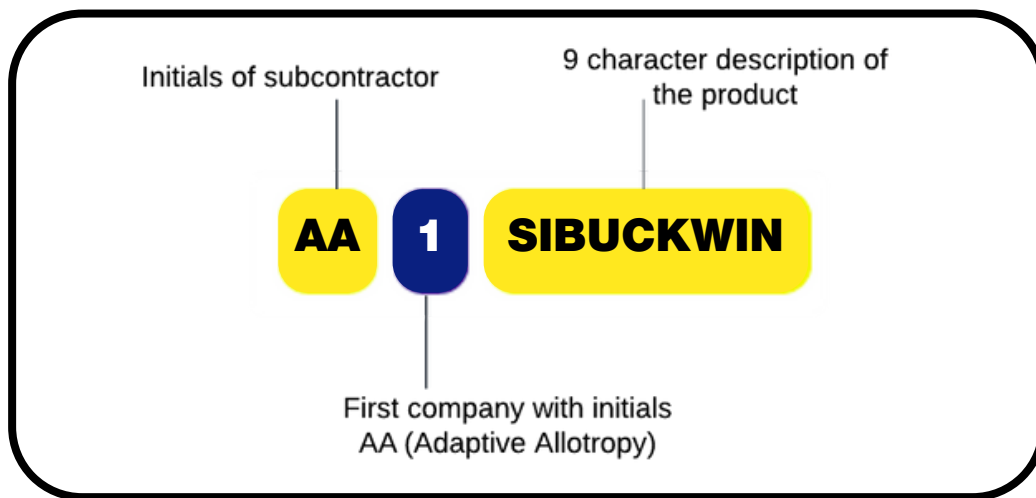 Initials of subcontractor
9 character description of
the product
AA 1 SIBUCKWIN
First company with initials
AA (Adaptive Allotropy)